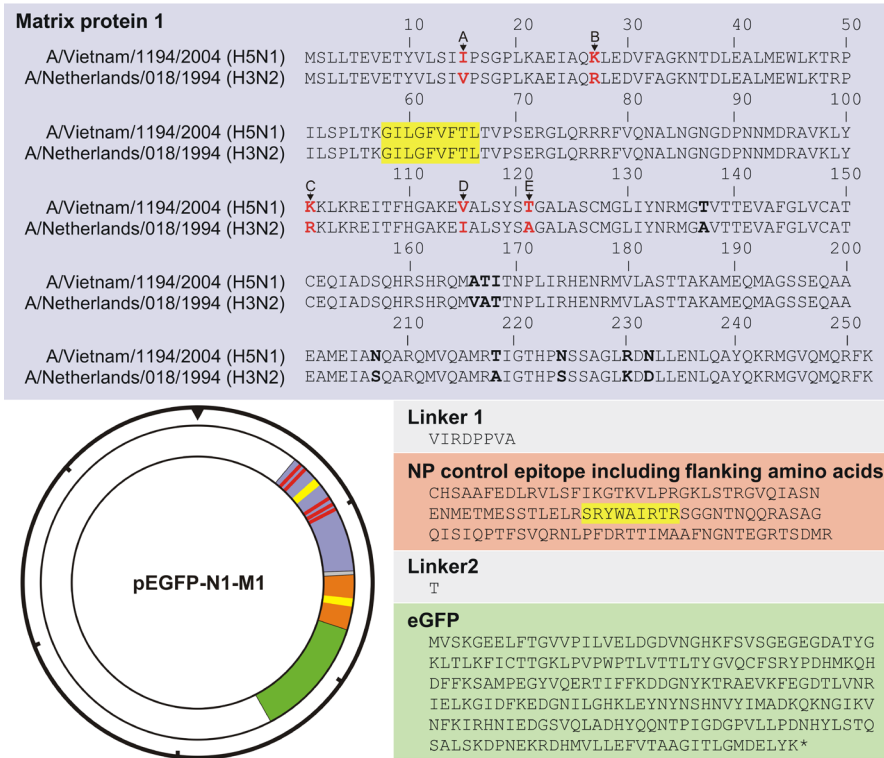 Matrix protein 1
10 20 30 40 50
A B
A/Vietnam/1194/2004 (H5N1) MSLLTEVETYVLSIIPSGPLKAEIAQKLEDVFAGKNTDLEALMEWLKTRP
A/Netherlands/018/1994 (H3N2) MSLLTEVETYVLSIVPSGPLKAEIAQRLEDVFAGKNTDLEALMEWLKTRP
60 70 80 90 100
A/Vietnam/1194/2004 (H5N1) ILSPLTKGILGFVFTLTVPSERGLQRRRFVQNALNGNGDPNNMDRAVKLY
A/Netherlands/018/1994 (H3N2) ILSPLTKGILGFVFTLTVPSERGLQRRRFVQNALNGNGDPNNMDRAVKLY
110 120 130 140 150
C D E
A/Vietnam/1194/2004 (H5N1) KKLKREITFHGAKEVALSYSTGALASCMGLIYNRMGTVTTEVAFGLVCAT
A/Netherlands/018/1994 (H3N2) RKLKREITFHGAKEIALSYSAGALASCMGLIYNRMGAVTTEVAFGLVCAT
160 170 180 190 200
A/Vietnam/1194/2004 (H5N1) CEQIADSQHRSHRQMATITNPLIRHENRMVLASTTAKAMEQMAGSSEQAA
A/Netherlands/018/1994 (H3N2) CEQIADSQHRSHRQMVATTNPLIRHENRMVLASTTAKAMEQMAGSSEQAA
210 220 230 240 250
A/Vietnam/1194/2004 (H5N1) EAMEIANQARQMVQAMRTIGTHPNSSAGLRDNLLENLQAYQKRMGVQMQRFK
A/Netherlands/018/1994 (H3N2) EAMEIASQARQMVQAMRAIGTHPSSSAGLKDDLLENLQAYQKRMGVQMQRFK
pEGFP-N1-M1
Linker 1
VIRDPPVA
NP control epitope including flanking amino acids
CHSAAFEDLRVLSFIKGTKVLPRGKLSTRGVQIASN
ENMETMESSTLELRSRYWAIRTRSGGNTNQQRASAG
QISIQPTFSVQRNLPFDRTTIMAAFNGNTEGRTSDMR
Linker2
T
eGFP
MVSKGEELFTGVVPILVELDGDVNGHKFSVSGEGEGDATYG
KLTLKFICTTGKLPVPWPTLVTTLTYGVQCFSRYPDHMKQH
DFFKSAMPEGYVQERTIFFKDDGNYKTRAEVKFEGDTLVNR
IELKGIDFKEDGNILGHKLEYNYNSHNVYIMADKQKNGIKV
NFKIRHNIEDGSVQLADHYQQNTPIGDGPVLLPDNHYLSTQ
SALSKDPNEKRDHMVLLEFVTAAGITLGMDELYK*